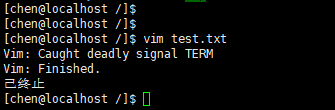 [chen@localhost /]$
[chen@localhost /]$
[chen@localhost /]$ vim test.txt
Vim: Caught deadly signal TERM
Vim: Finished.
已终止
[chen@localhost /]$